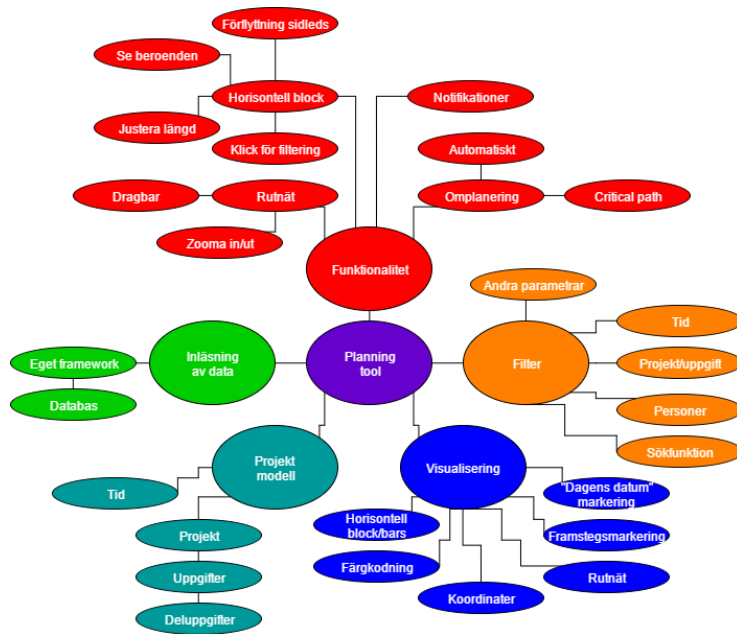 Förflyttning sidleds
Se beroenden
Horisontell block
Notifikationer
Justera längd
Klick för filtering
Automatiskt
Dragbar
Rutnät
Omplanering
Critical path
Zooma in/ut
Funktionalitet
Andra parametrar
Tid
Eget framework
Inläsning
av data
Planning
tool
Filter
Projekt/uppgift
Databas
Personer
Sökfunktion
Projekt
modell
Visualisering
Tid
"Dagens datum"
markering
Horisontell
block/bars
Projekt
Framstegsmarkering
Färgkodning
Uppgifter
Rutnät
Koordinater
Deluppgifter